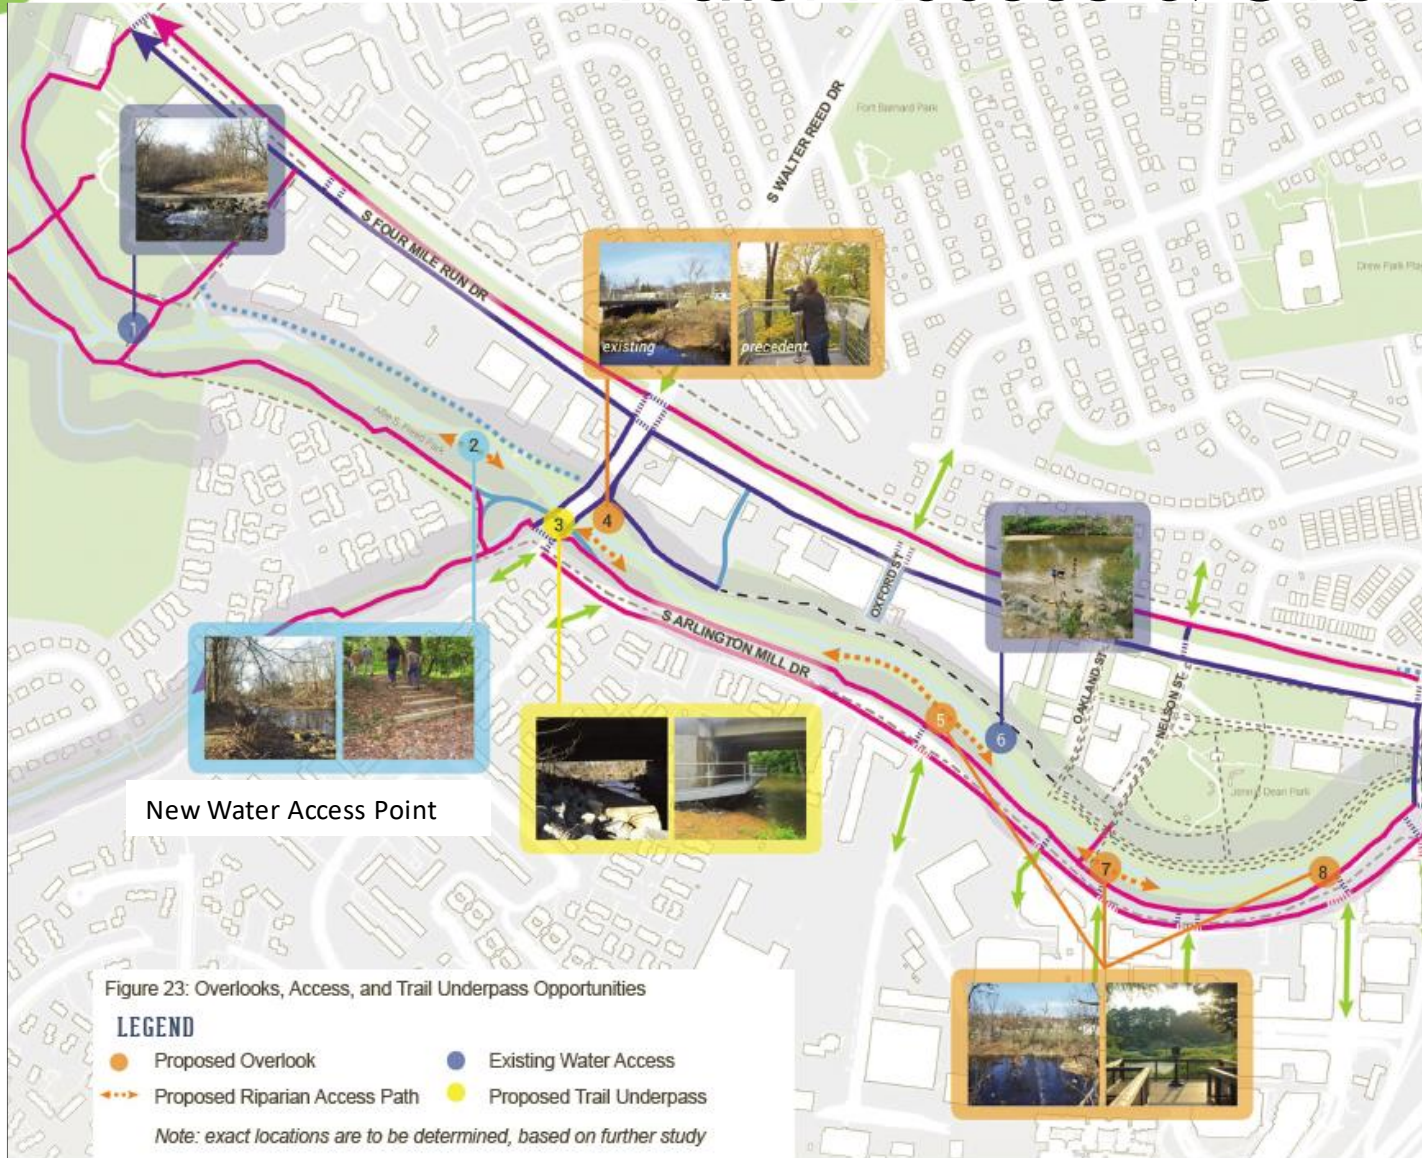 S WALTER REED DR
Fort Barnard Park
S FOUR MILE RUN DR
Drew Park
existing
precedent
1
2
3
4
OXFORD ST
S ARLINGTON MILL DR
OAKLAND ST
NELSON ST
5
6
Jennie Dean Park
7
8
New Water Access Point
Figure 23: Overlooks, Access, and Trail Underpass Opportunities
LEGEND
Proposed Overlook
Existing Water Access
Proposed Riparian Access Path
Proposed Trail Underpass
Note: exact locations are to be determined, based on further study